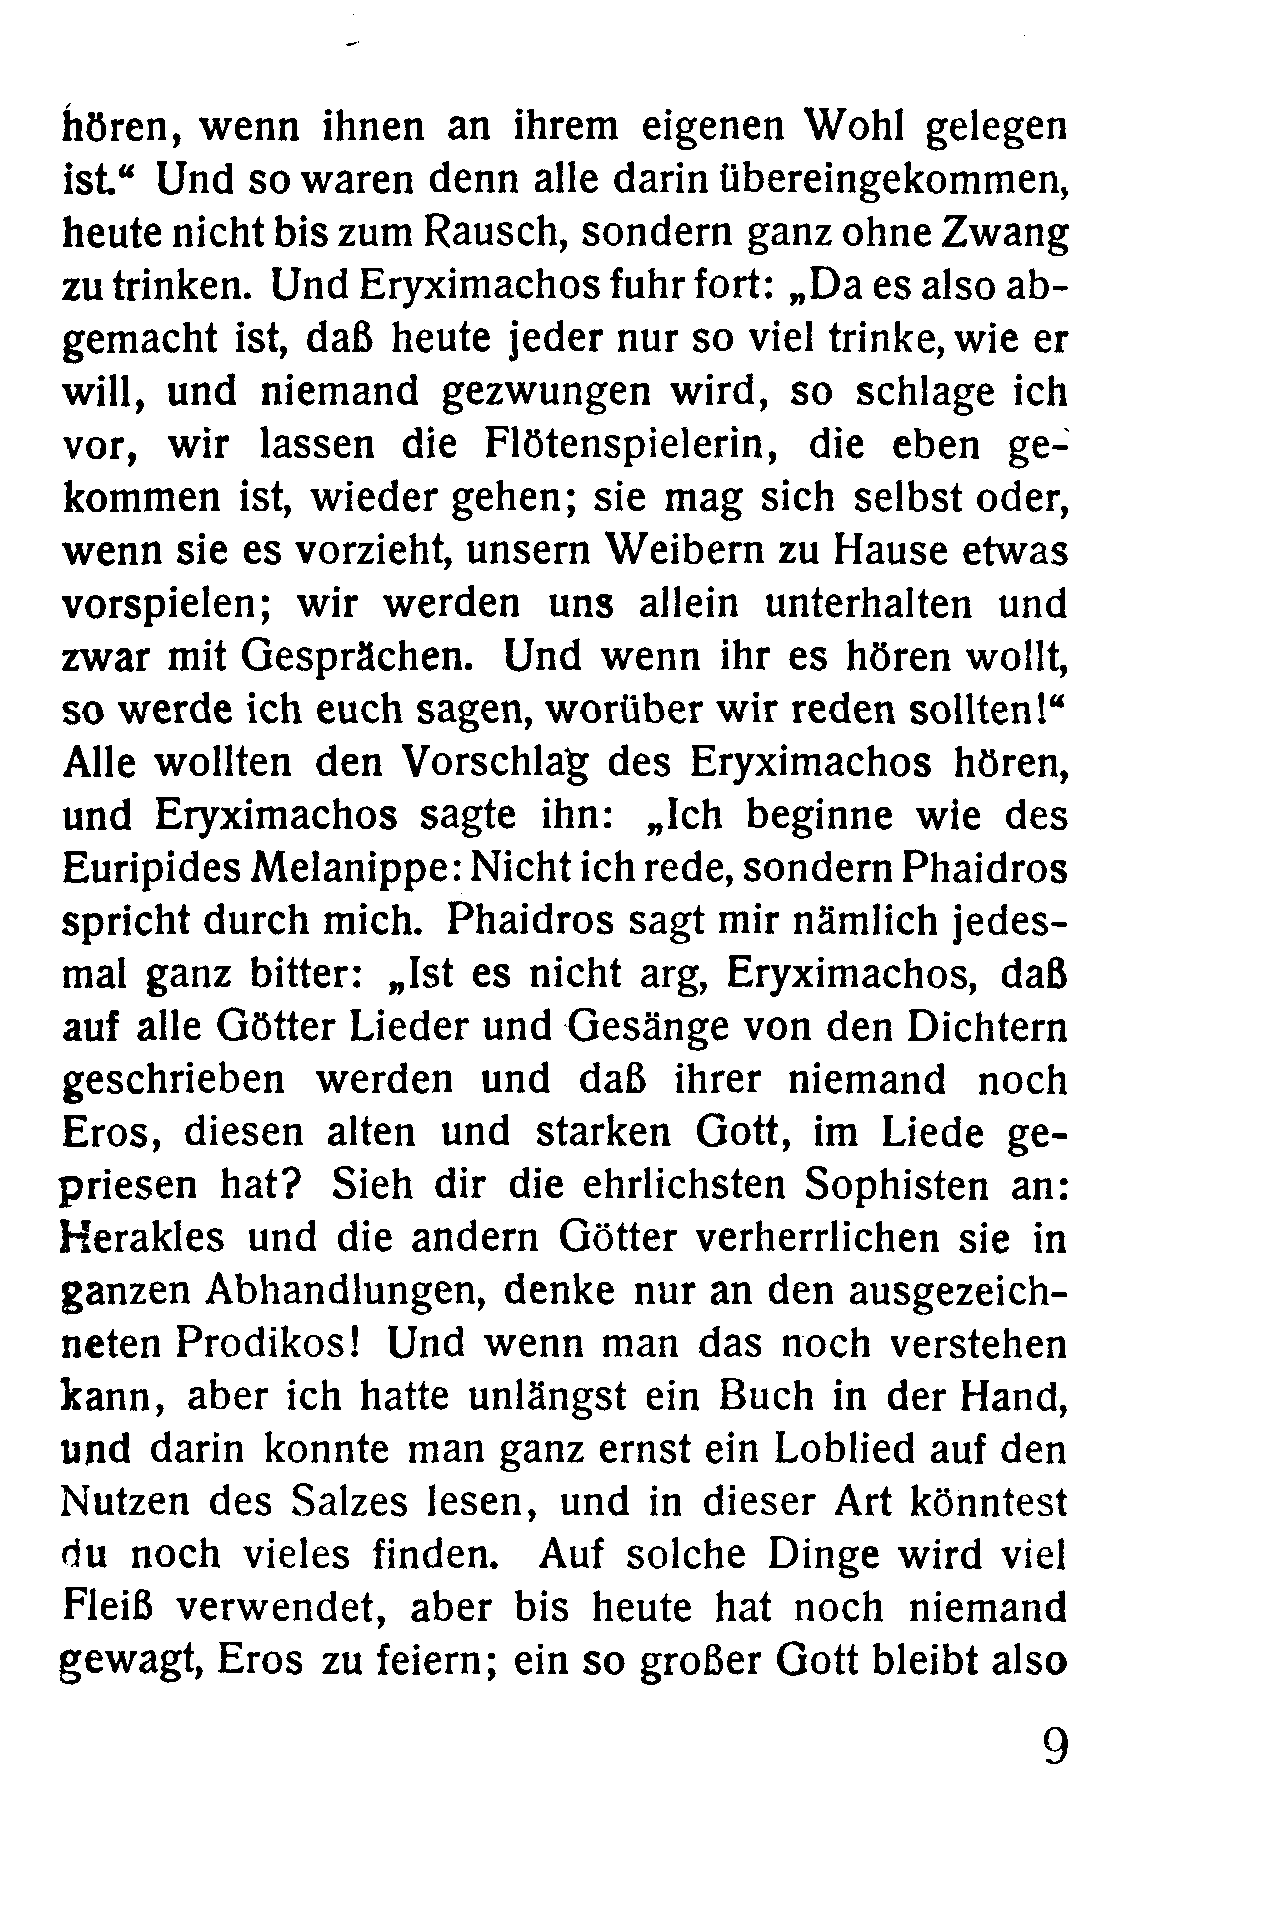 hören, wenn ihnen an ihrem eigenen Wohl gelegen
ist.“ Und so waren denn alle darin übereingekommen,
heute nicht bis zum Rausch, sondern ganz ohne Zwang
zu trinken. Und Eryximachos fuhr fort: „Da es also ab-
gemacht ist, daß heute jeder nur so viel trinke, wie er
will, und niemand gezwungen wird, so schlage ich
vor, wir lassen die Flötenspielerin, die eben ge-
kommen ist, wieder gehen; sie mag sich selbst oder,
wenn sie es vorzieht, unsern Weibern zu Hause etwas
vorspielen; wir werden uns allein unterhalten und
zwar mit Gesprächen. Und wenn ihr es hören wollt,
so werde ich euch sagen, worüber wir reden sollten!“
Alle wollten den Vorschlag des Eryximachos hören,
und Eryximachos sagte ihn: „Ich beginne wie des
Euripides Melanippe: Nicht ich rede, sondern Phaidros
spricht durch mich. Phaidros sagt mir nämlich jedes-
mal ganz bitter: „Ist es nicht arg, Eryximachos, daß
auf alle Götter Lieder und Gesänge von den Dichtern
geschrieben werden und daß ihrer niemand noch
Eros, diesen alten und starken Gott, im Liede ge-
priesen hat? Sieh dir die ehrlichsten Sophisten an:
Herakles und die andern Götter verherrlichen sie in
ganzen Abhandlungen, denke nur an den ausgezeich-
neten Prodikos! Und wenn man das noch verstehen
kann, aber ich hatte unlängst ein Buch in der Hand,
und darin konnte man ganz ernst ein Loblied auf den
Nutzen des Salzes lesen, und in dieser Art könntest
du noch vieles finden. Auf solche Dinge wird viel
Fleiß verwendet, aber bis heute hat noch niemand
gewagt, Eros zu feiern; ein so großer Gott bleibt also
9